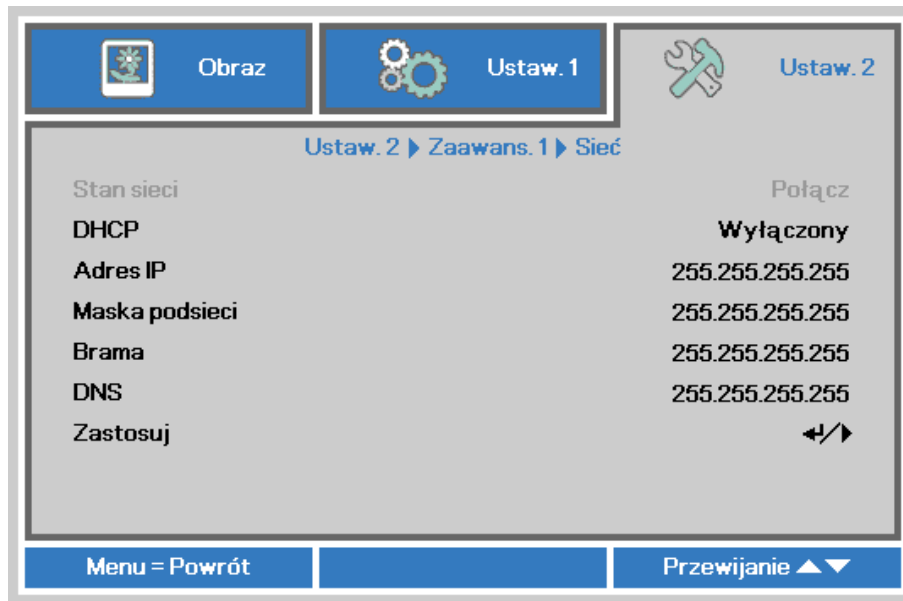 Obraz
Ustaw. 1
Ustaw. 2
Ustaw. 2 ▶ Zaawans. 1 ▶ Sieć
Stan sieci Połącz
DHCP Wyłączony
Adres IP 255.255.255.255
Maska podsieci 255.255.255.255
Brama 255.255.255.255
DNS 255.255.255.255
Zastosuj ↵/▶
Menu = Powrót
Przewijanie ▲▼